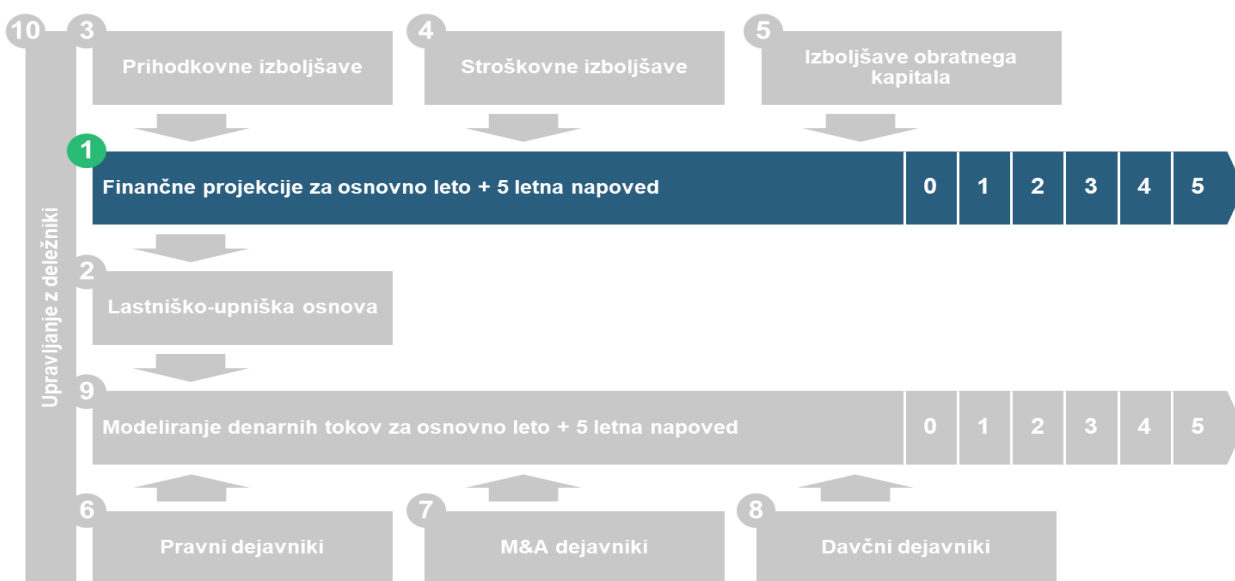 10
3
Prihodkovne izboljšave
4
Stroškovne izboljšave
5
Izboljšave obratnega
kapitala
1
Finančne projekcije za osnovno leto + 5 letna napoved
0 1 2 3 4 5
Upravljanje z deležniki
2
Lastniško-upniška osnova
9
Modeliranje denarnih tokov za osnovno leto + 5 letna napoved
0 1 2 3 4 5
6
Pravni dejavniki
7
M&A dejavniki
8
Davčni dejavniki